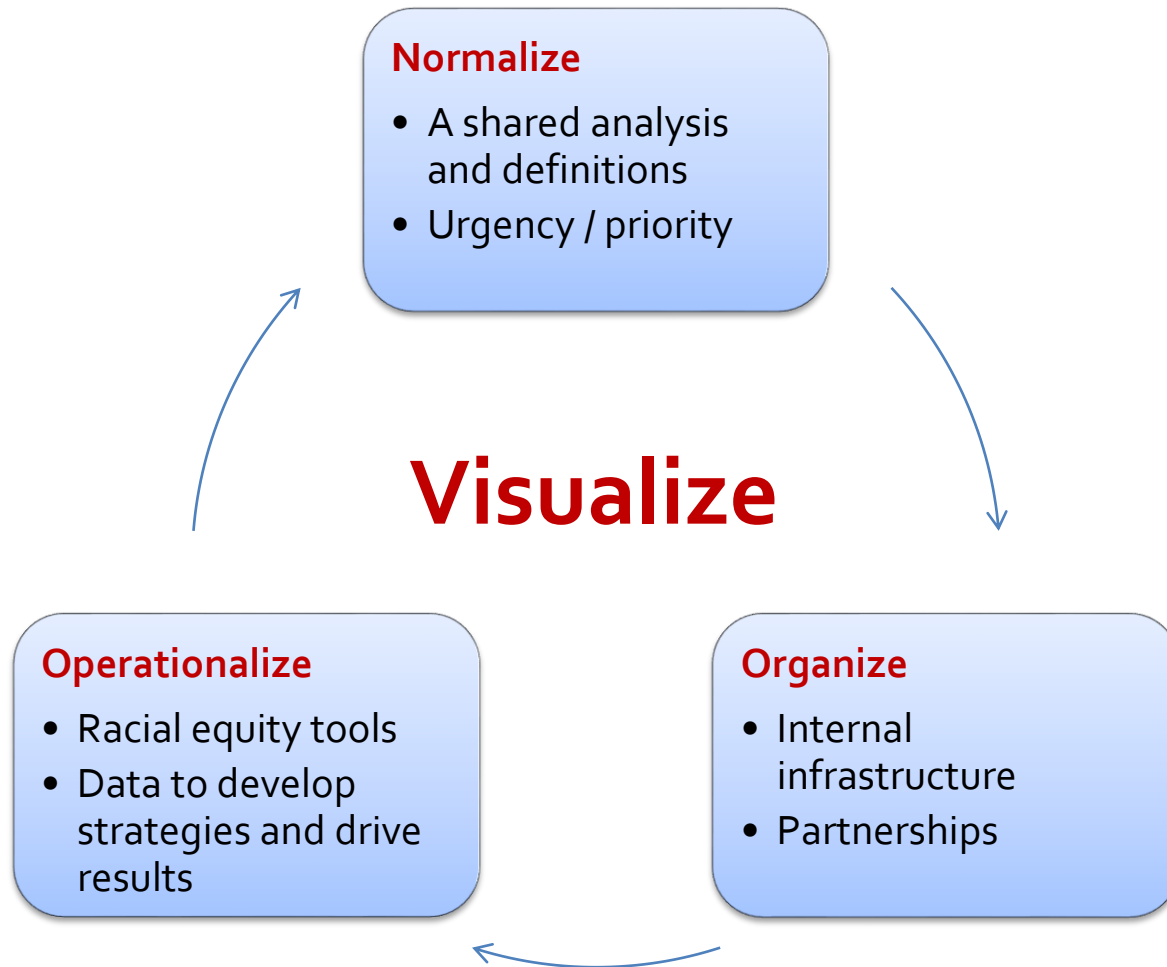 Normalize
• A shared analysis
and definitions
• Urgency / priority
Visualize
Operationalize
• Racial equity tools
• Data to develop
strategies and drive
results
Organize
• Internal
infrastructure
• Partnerships